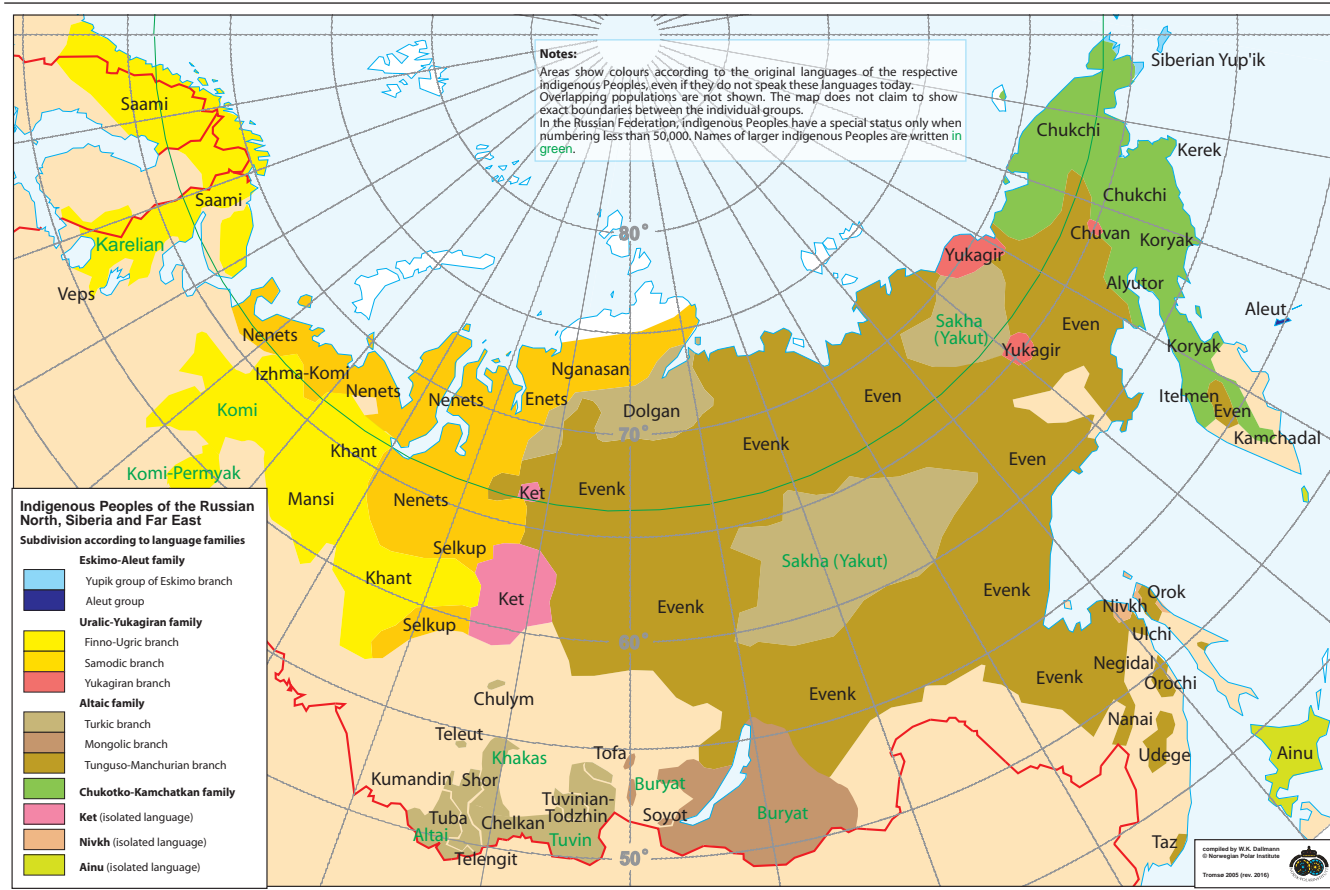 Notes:
Areas show colours according to the original languages of the respective
indigenous Peoples, even if they do not speak these languages today.
Overlapping populations are not shown. The map does not claim to show
exact boundaries between the individual groups.
In the Russian Federation, indigenous Peoples have a special status only when
numbering less than 50,000. Names of larger indigenous Peoples are written in
green.
Siberian Yup'ik
Saami
Chukchi
Kerek
Saami
Chukchi
80°
Chuvan
Koryak
Karelian
Yukagir
Alyutor
Veps
Aleut
Nenets
Sakha
(Yakut)
Even
Koryak
Yukagir
Izhma-Komi
Nganasan
Nenets
Nenets
Enets
Even
Itelmen
Even
Komi
Dolgan
70°
Kamchadal
Evenk
Khant
Even
Komi-Permyak
Mansi
Nenets
Ket
Evenk
Selkup
Sakha (Yakut)
Khant
Ket
Evenk
Evenk
Orok
Nivkh
Selkup
60°
Ulchi
Negidal
Evenk
Orochi
Evenk
Chulym
Nanai
Teleut
Khakas
Tofa
Udege
Ainu
Kumandin
Shor
Buryat
Tuvinian-
Todzhin
Tuba
Chelkan
Soyot
Buryat
Altai
Tuvin
Taz
Telengit
50°
Indigenous Peoples of the Russian
North, Siberia and Far East
Subdivision according to language families
Eskimo-Aleut family
Yupik group of Eskimo branch
Aleut group
Uralic-Yukagiran family
Finno-Ugric branch
Samodic branch
Yukagiran branch
Altaic family
Turkic branch
Mongolic branch
Tunguso-Manchurian branch
Chukotko-Kamchatkan family
Ket (isolated language)
Nivkh (isolated language)
Ainu (isolated language)
compiled by W.K. Dallmann
© Norwegian Polar Institute
Tromsø 2005 (rev. 2016)